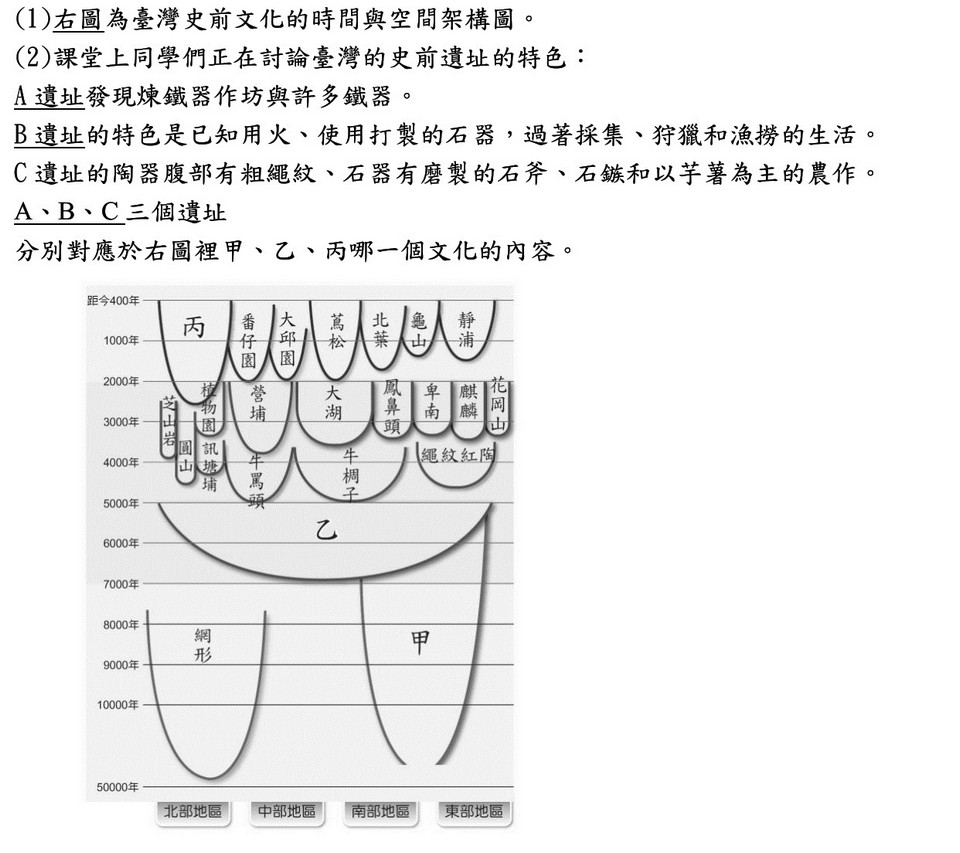 (1)右圖為臺灣史前文化的時間與空間架構圖。
(2)課堂上同學們正在討論臺灣的史前遺址的特色：
A 遺址發現煉鐵器作坊與許多鐵器。
B 遺址的特色是已知用火、使用打製的石器，過著採集、狩獵和漁撈的生活。
C 遺址的陶器腹部有粗繩紋、石器有磨製的石斧、石鏃和以芋薯為主的農作。
A、B、C 三個遺址
分別對應於右圖裡甲、乙、丙哪一個文化的內容。
距今400年
丙
番仔園
大邱園
蔦松
北葉
龜山
靜浦
1000年
2000年
芝山岩
植物園
營埔
大湖
鳳鼻頭
卑南
麒麟
花岡山
3000年
圓山
訊塘埔
牛罵頭
牛稠子
繩紋紅陶
4000年
5000年
乙
6000年
7000年
8000年
網形
甲
9000年
10000年
50000年
北部地區 中部地區 南部地區 東部地區